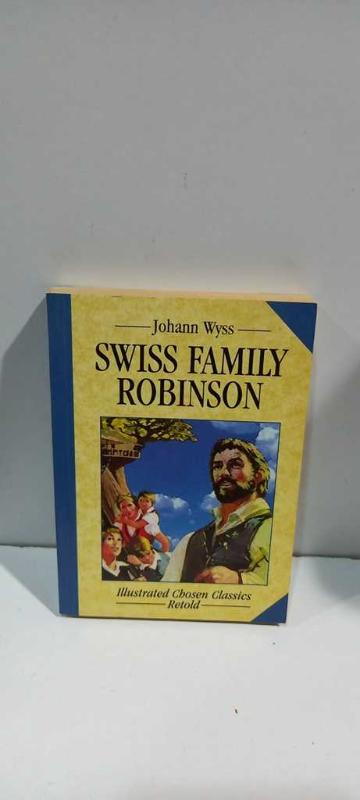 Johann Wyss
SWISS FAMILY
ROBINSON
Illustrated Chosen Classics
Retold